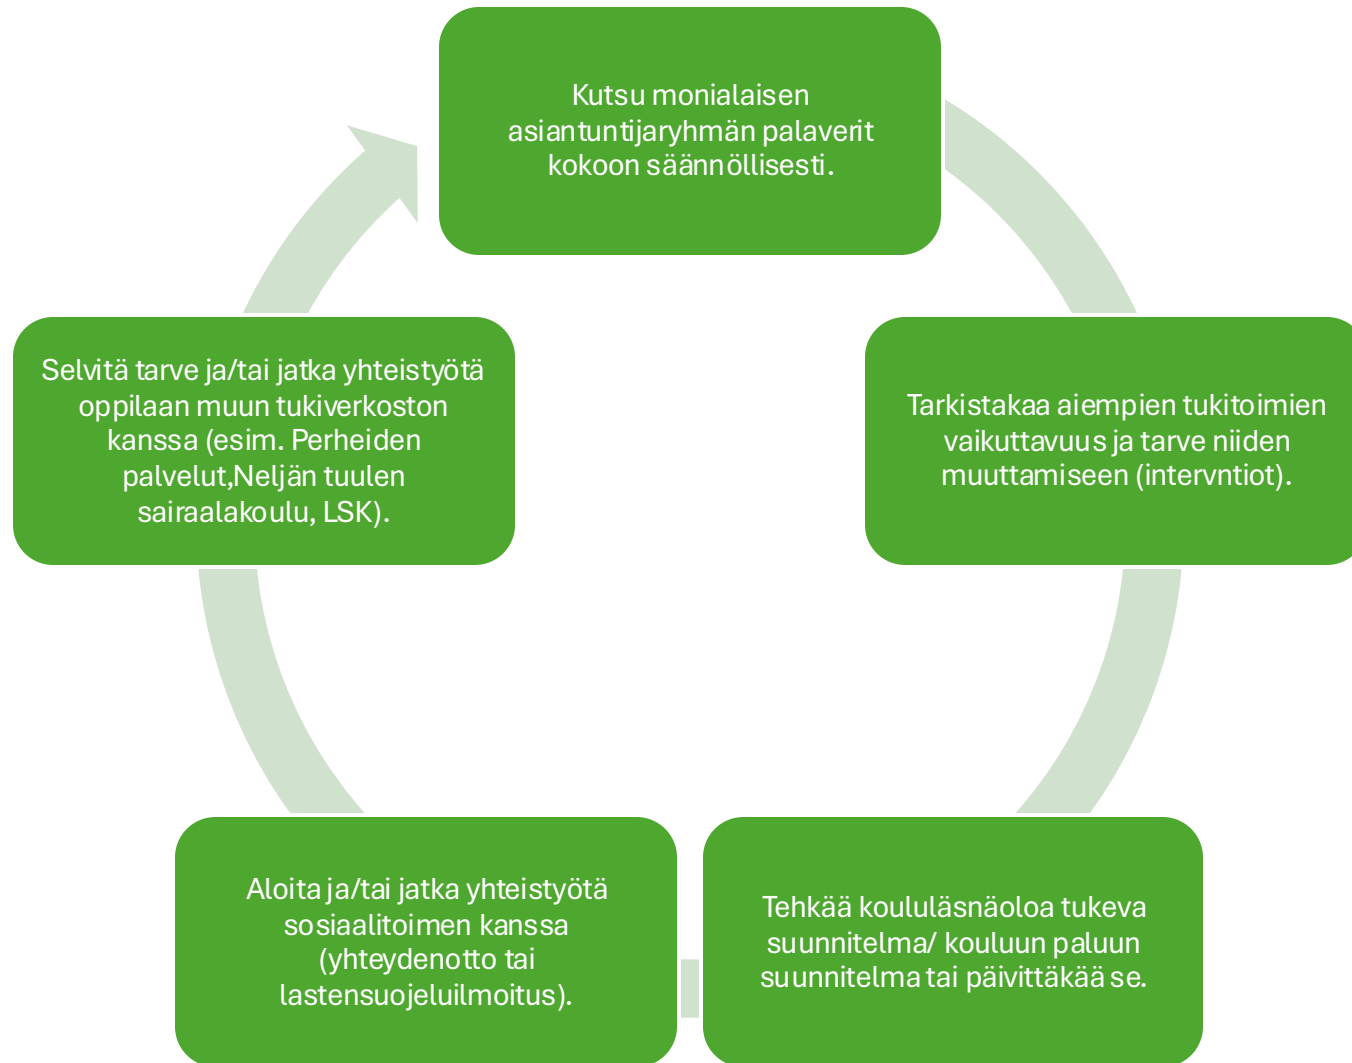 Kutsu monialaisen
asiantuntijaryhmän palaverit
kokoon säännöllisesti.
Tarkistakaa aiempien tukitoimien
vaikuttavuus ja tarve niiden
muuttamiseen (intervntiot).
Tehkää koululäsnäoloa tukeva
suunnitelma/ kouluun paluun
suunnitelma tai päivittäkää se.
Aloita ja/tai jatka yhteistyötä
sosiaalitoimen kanssa
(yhteydenotto tai
lastensuojeluilmoitus).
Selvitä tarve ja/tai jatka yhteistyötä
oppilaan muun tukiverkoston
kanssa (esim. Perheiden
palvelut,Neljän tuulen
sairaalakoulu, LSK).